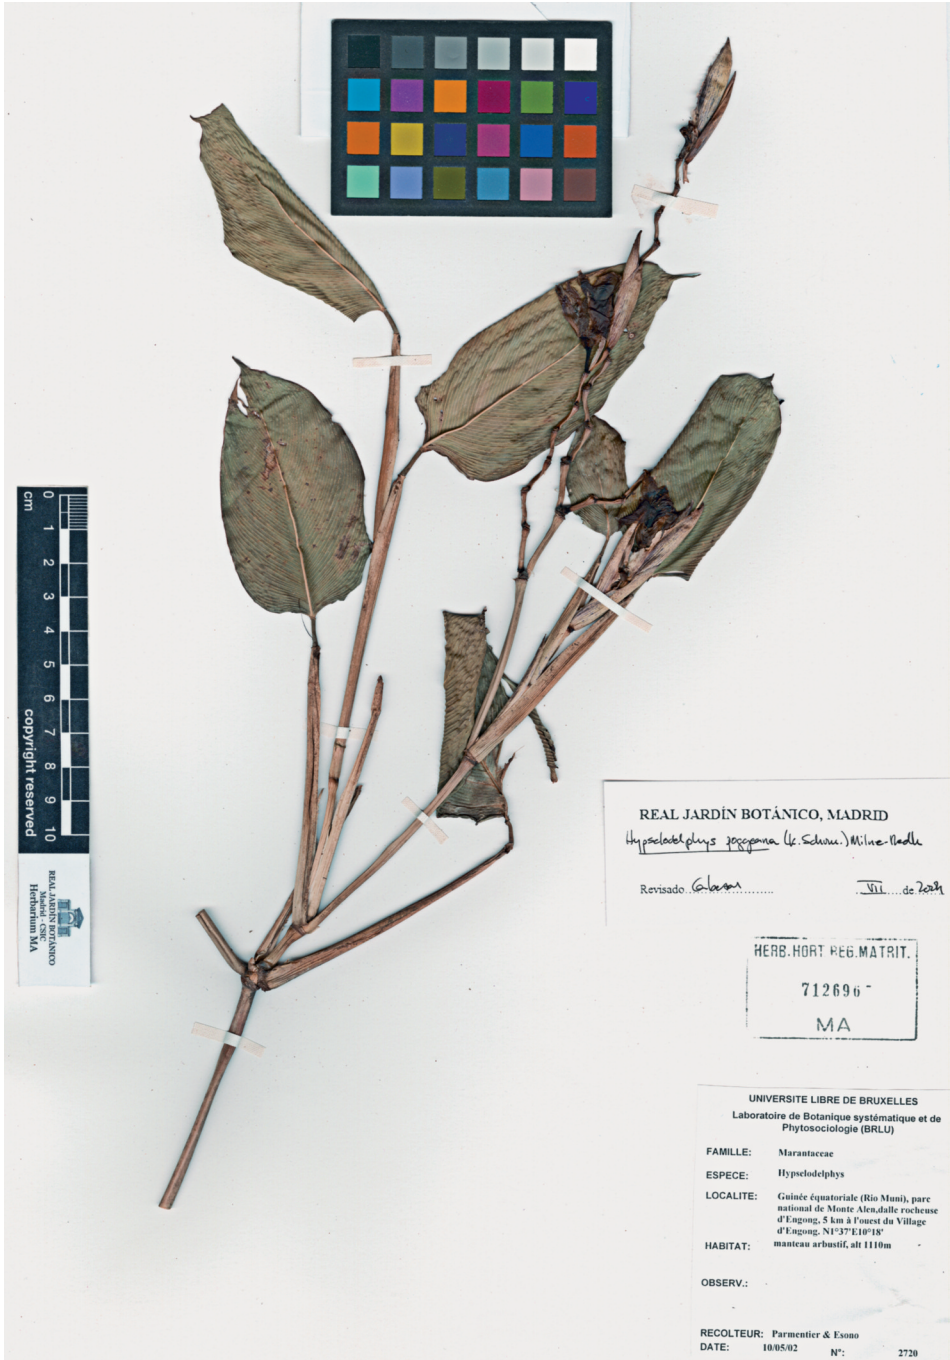 cm
0
1
2
3
4
5
6
7
8
9
10
copyright reserved
REAL JARDÍN BOTÁNICO
Madrid - CSIC
Herbarium MA
REAL JARDÍN BOTÁNICO, MADRID
Hypselodelphys zoggeana (K. Schum.) Milne-Redh
Revisado VII de
HERB. HORT REG. MATRIT.
712696-
MA
UNIVERSITE LIBRE DE BRUXELLES
Laboratoire de Botanique systématique et de
Phytosociologie (BRLU)
FAMILLE: Marantaceae
ESPECE: Hypselodelphys
LOCALITE: Guinée équatoriale (Rio Muni), parc
national de Monte Alen,dalle rocheuse
d'Engong, 5 km à l'ouest du Village
d'Engong. N1°37'E10°18'
HABITAT: manteau arbustif, alt 1110m
OBSERV.:
RECOLTEUR: Parmentier & Esono
DATE: 10/05/02 N°: 2720